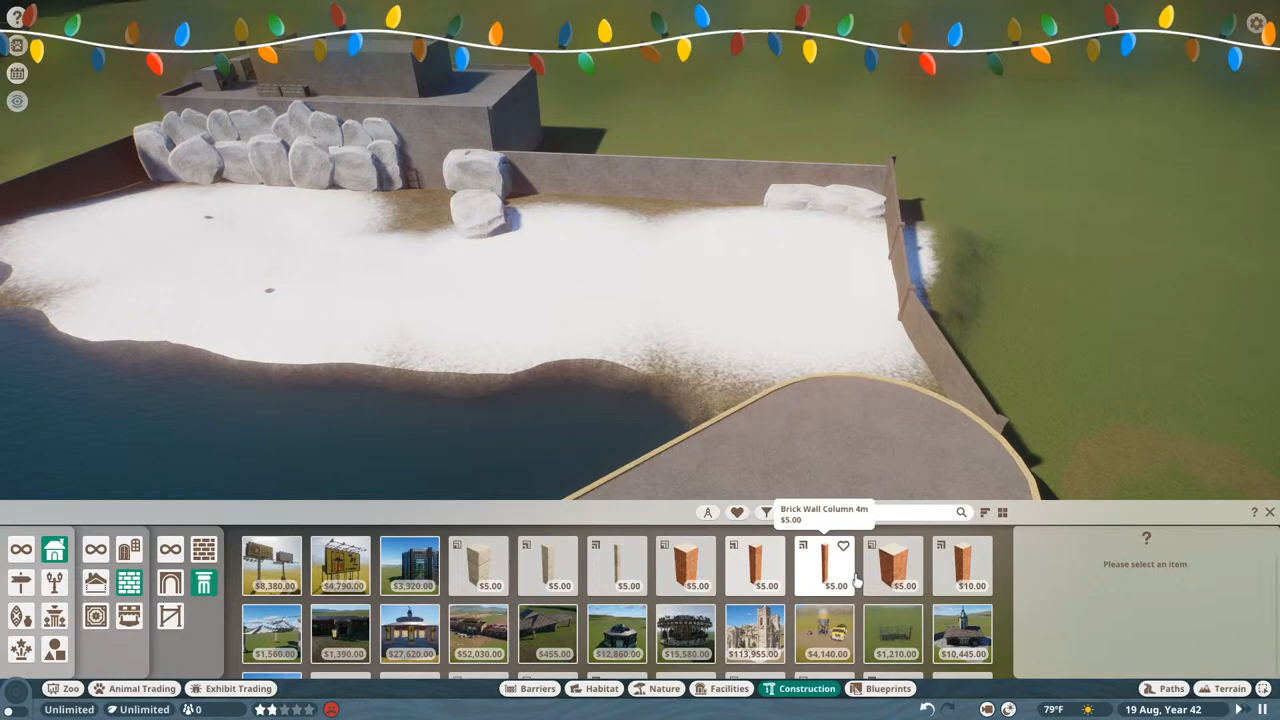 ?
Brick Wall Column 4m
$5.00
?
$8,380.00
$4,790.00
$3,320.00
$5.00
$5.00
$5.00
$5.00
$5.00
$5.00
$5.00
$10.00
?
Please select an item
$1,560.00
$1,390.00
$27,620.00
$52,030.00
$455.00
$12,860.00
$15,580.00
$113,955.00
$4,140.00
$1,210.00
$10,445.00
Zoo
Animal Trading
Exhibit Trading
Barriers
Habitat
Nature
Facilities
Construction
Blueprints
Paths
Terrain
Unlimited
Unlimited
0
79°F
19 Aug, Year 42